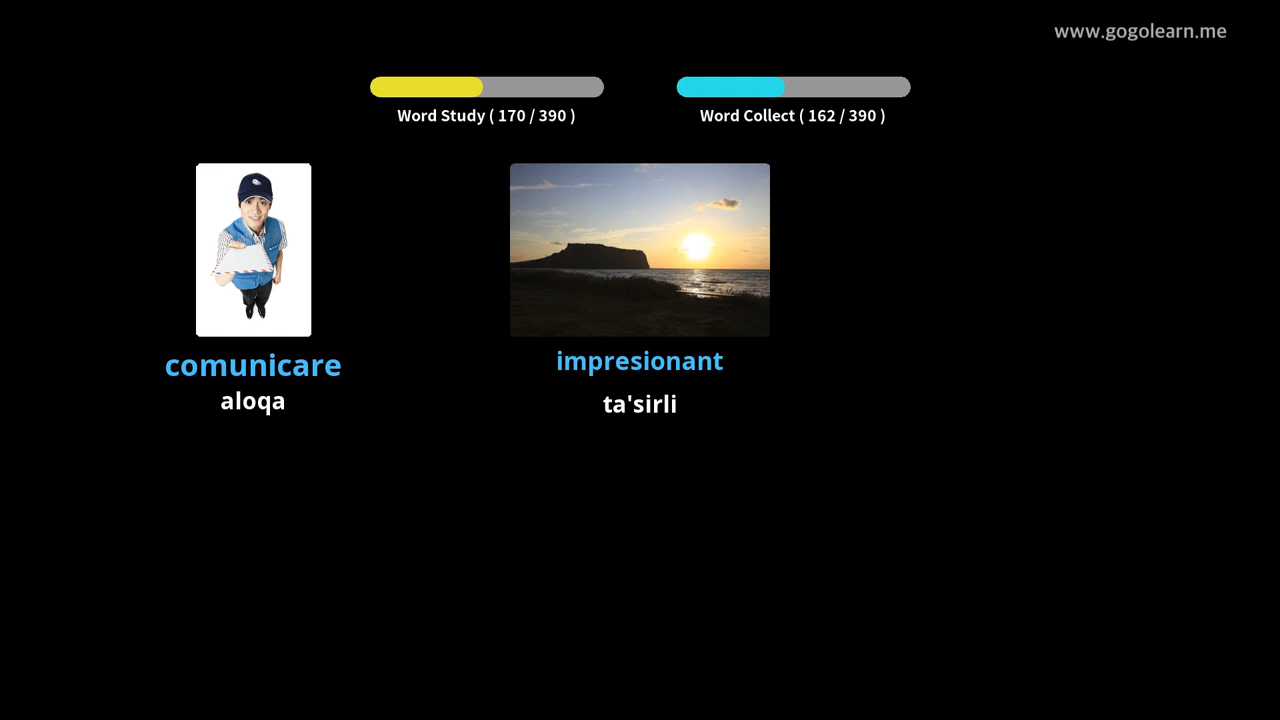 www.gogolearn.me
Word Study ( 170 / 390 )
Word Collect ( 162 / 390 )
comunicare
aloqa
impresionant
ta'sirli